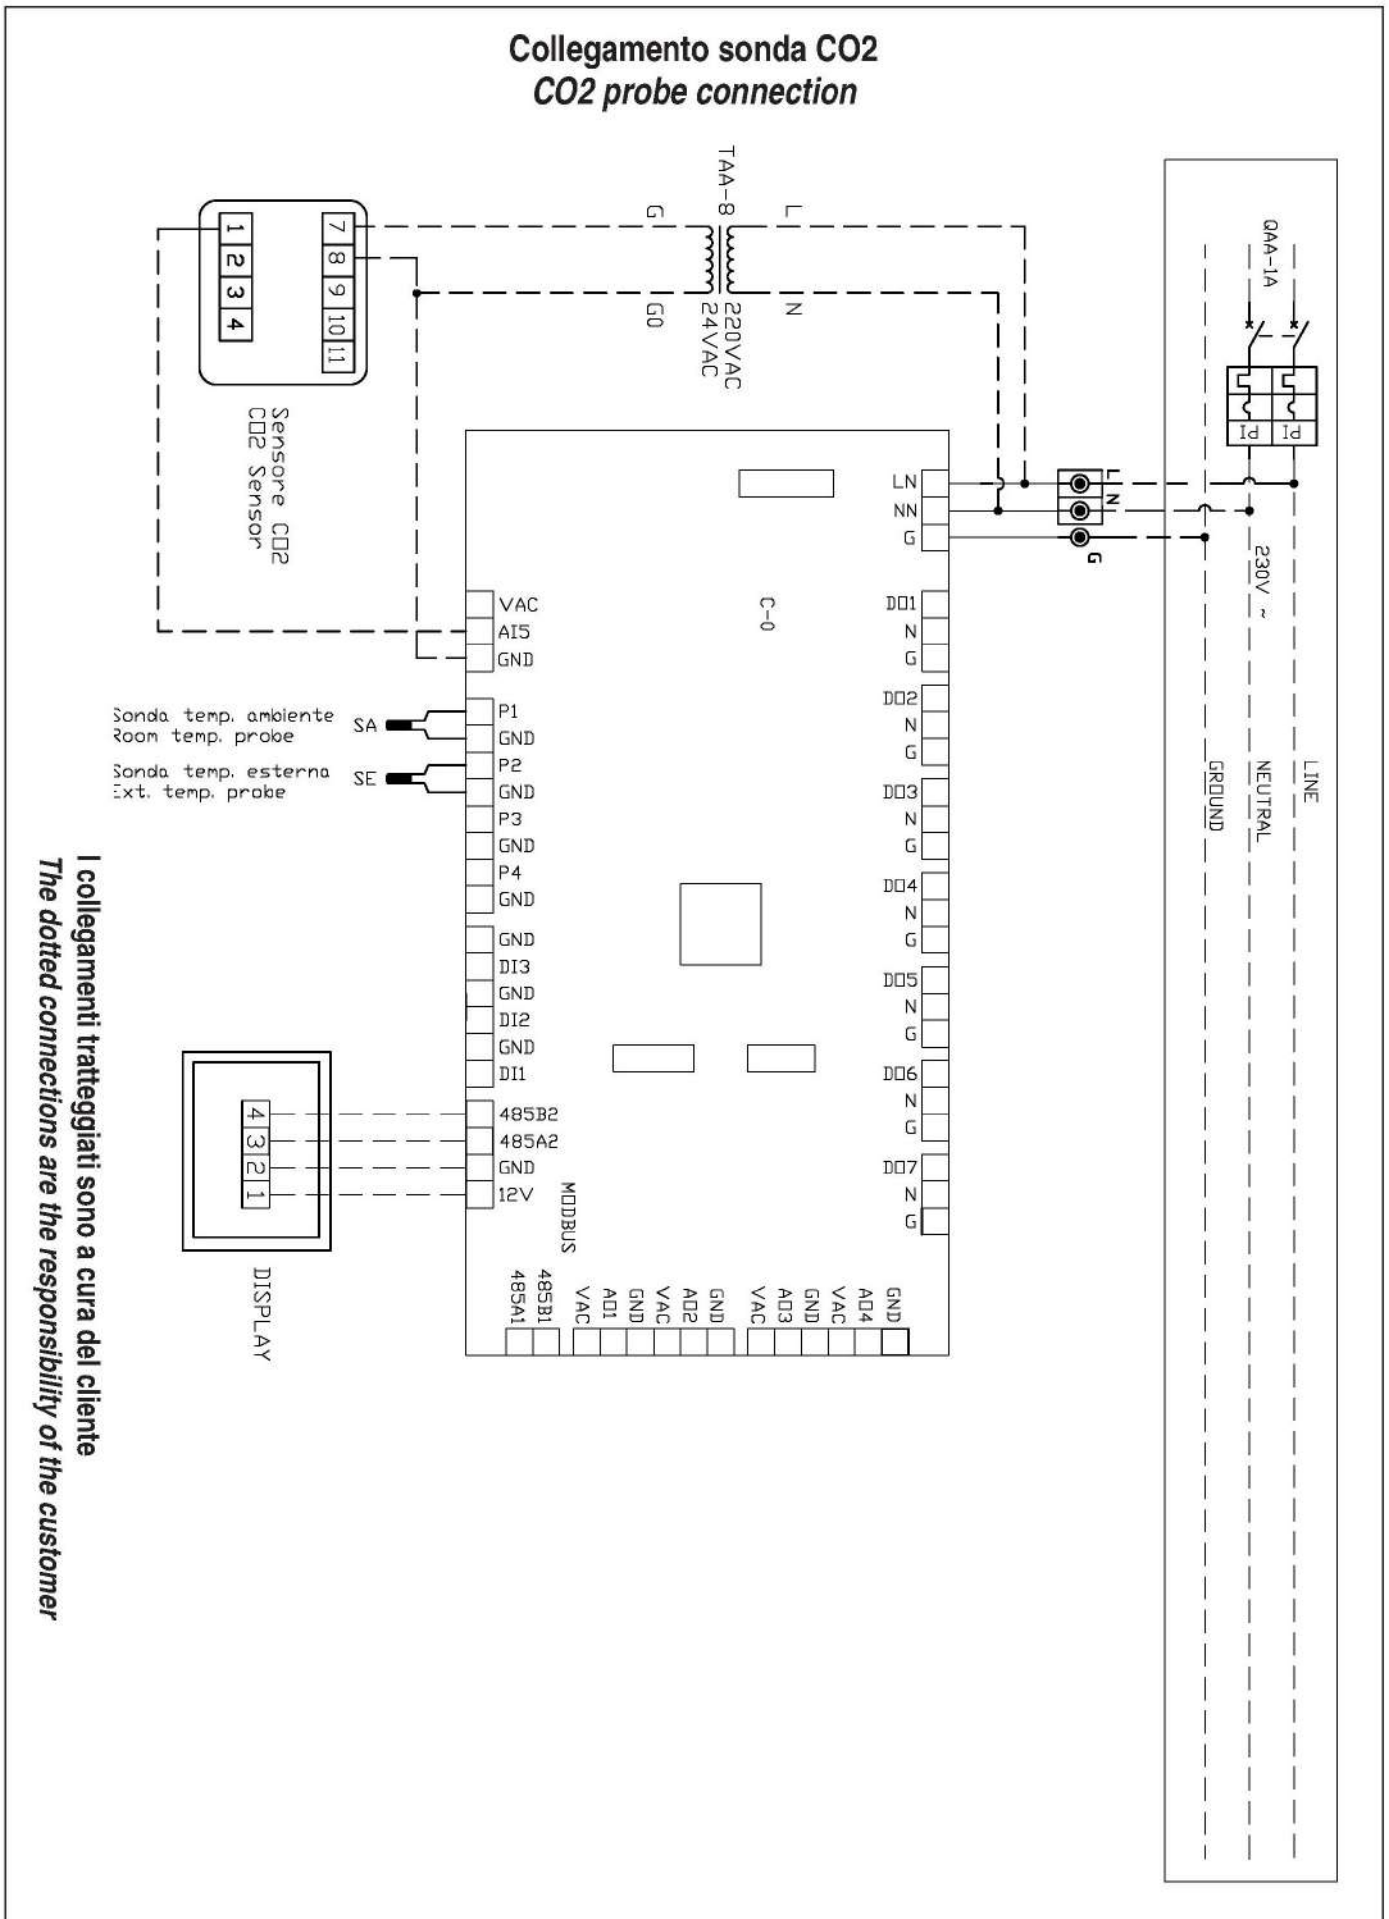 Collegamento sonda CO2
CO2 probe connection
TAA-8
L
N
G
G0
220VAC
24VAC
QAA-1A
PI
PI
L
N
G
230V ~
LINE
NEUTRAL
GROUND
7
8
9
10
11
1
2
3
4
Sensore CO2
CO2 Sensor
C-0
LN
NN
G
DO1
N
G
DO2
N
G
DO3
N
G
DO4
N
G
DO5
N
G
DO6
N
G
DO7
N
G
VAC
AI5
GND
P1
GND
P2
GND
P3
GND
P4
GND
GND
DI3
GND
DI2
GND
DI1
485B2
485A2
GND
12V
MODBUS
485A1
485B1
VAC
AO1
GND
VAC
AO2
GND
VAC
AO3
GND
VAC
AO4
GND
Sonda temp. ambiente
Room temp. probe
SA
Sonda temp. esterna
Ext. temp. probe
SE
4
3
2
1
DISPLAY
I collegamenti tratteggiati sono a cura del cliente
The dotted connections are the responsibility of the customer